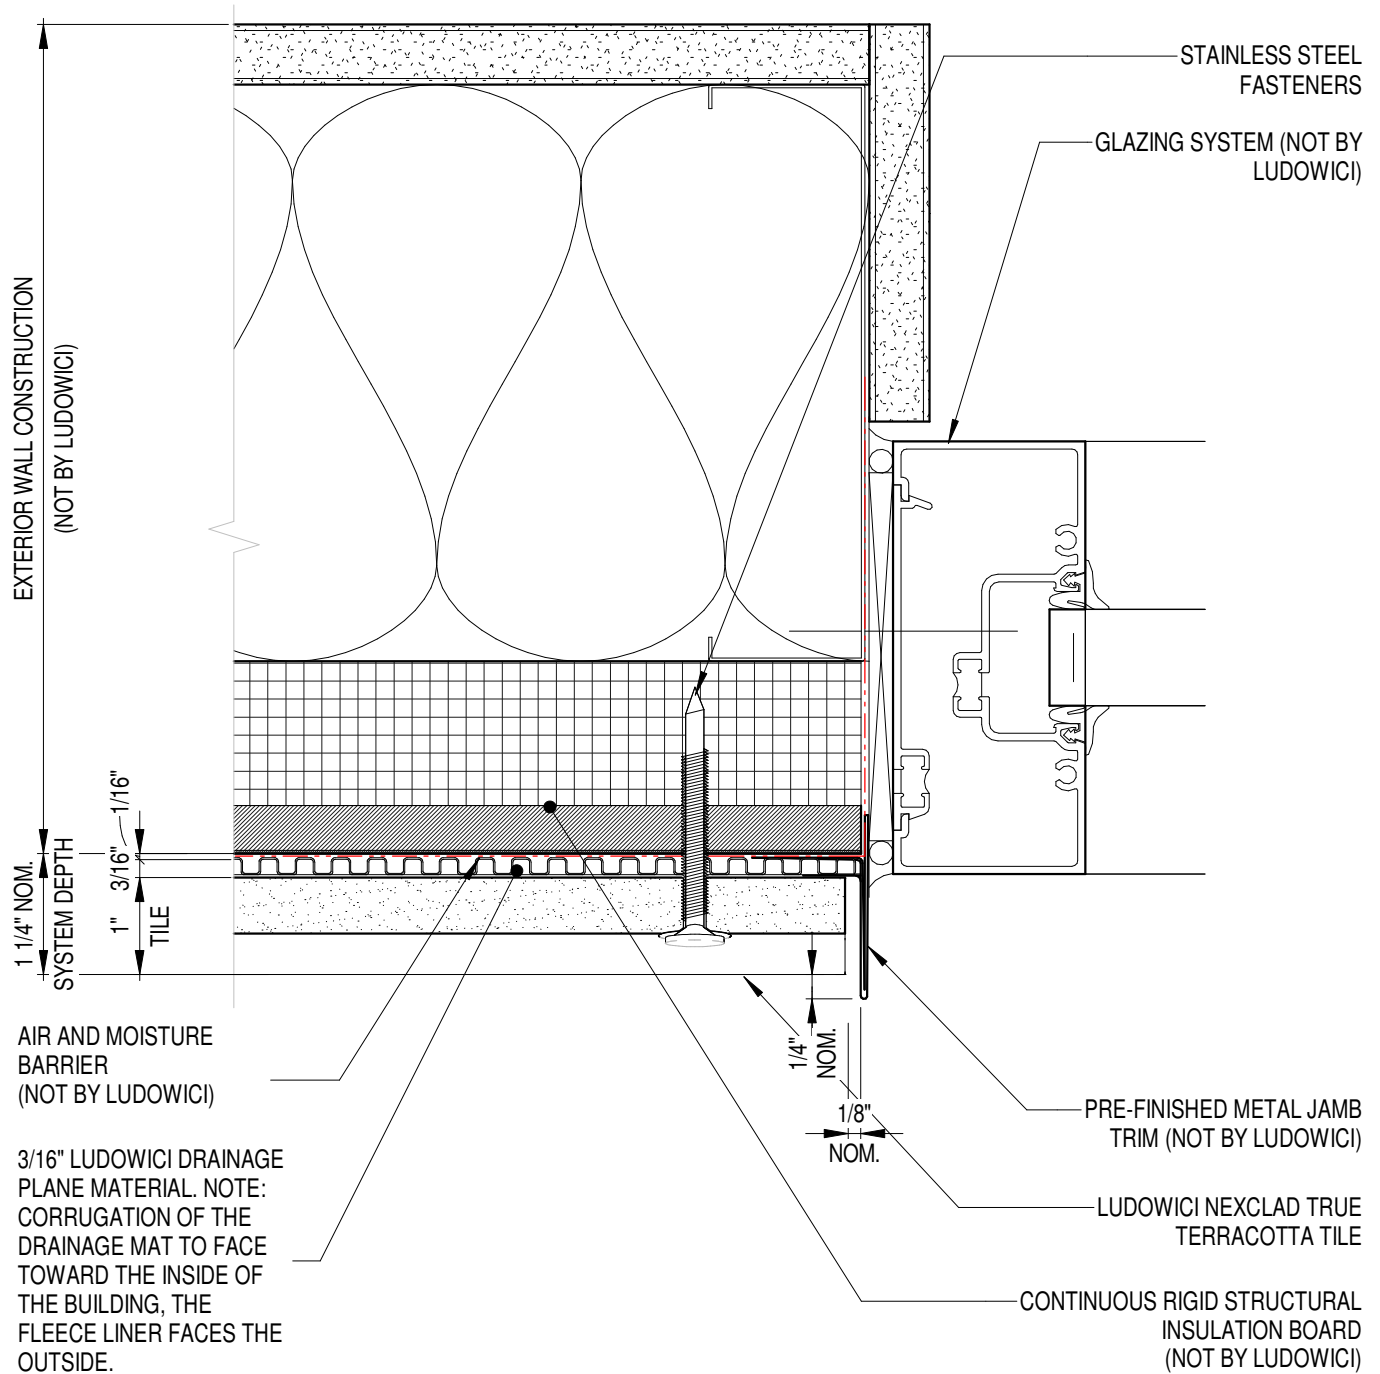 STAINLESS STEEL
FASTENERS
GLAZING SYSTEM (NOT BY
LUDOWICI)
EXTERIOR WALL CONSTRUCTION
(NOT BY LUDOWICI)
1/16"
3/16"
1"
TILE
1 1/4" NOM.
SYSTEM DEPTH
AIR AND MOISTURE
BARRIER
(NOT BY LUDOWICI)
3/16" LUDOWICI DRAINAGE
PLANE MATERIAL. NOTE:
CORRUGATION OF THE
DRAINAGE MAT TO FACE
TOWARD THE INSIDE OF
THE BUILDING, THE
FLEECE LINER FACES THE
OUTSIDE.
1/4"
NOM.
1/8"
NOM.
PRE-FINISHED METAL JAMB
TRIM (NOT BY LUDOWICI)
LUDOWICI NEXCLAD TRUE
TERRACOTTA TILE
CONTINUOUS RIGID STRUCTURAL
INSULATION BOARD
(NOT BY LUDOWICI)